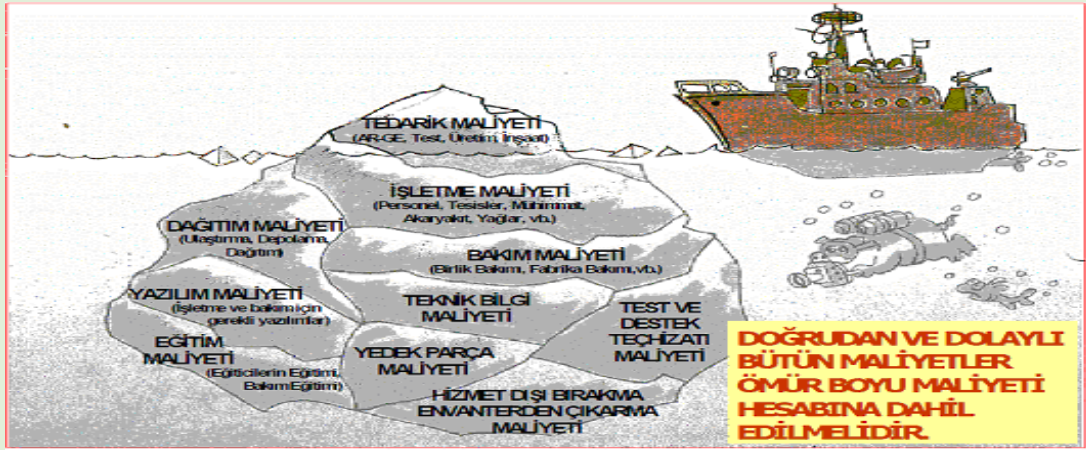 TEDARİK MALİYETİ
(AR-GE, Test, Üretim, İnşaat)
İŞLETME MALİYETİ
(Personel, Tesisler, Mühimmat,
Akaryakıt, Yağlar, vb.)
DAĞITIM MALİYETİ
(Ulaştırma, Depolama,
Dağıtım)
BAKIM MALİYETİ
(Birlik Bakımı, Fabrika Bakımı,vb.)
YAZILIM MALİYETİ
(İşletme ve bakım için
gerekli yazılımlar)
TEKNİK BİLGİ
MALİYETİ
TEST VE
DESTEK
TEÇHİZATI
MALİYETİ
EĞİTİM
MALİYETİ
(Eğiticilerin Eğitimi,
Bakım Eğitimi)
YEDEK PARÇA
MALİYETİ
HİZMET DIŞI BIRAKMA
ENVANTERDEN ÇIKARMA
MALİYETİ
DOĞRUDAN VE DOLAYLI
BÜTÜN MALİYETLER
ÖMÜR BOYU MALİYETİ
HESABINA DAHİL
EDİLMELİDİR.